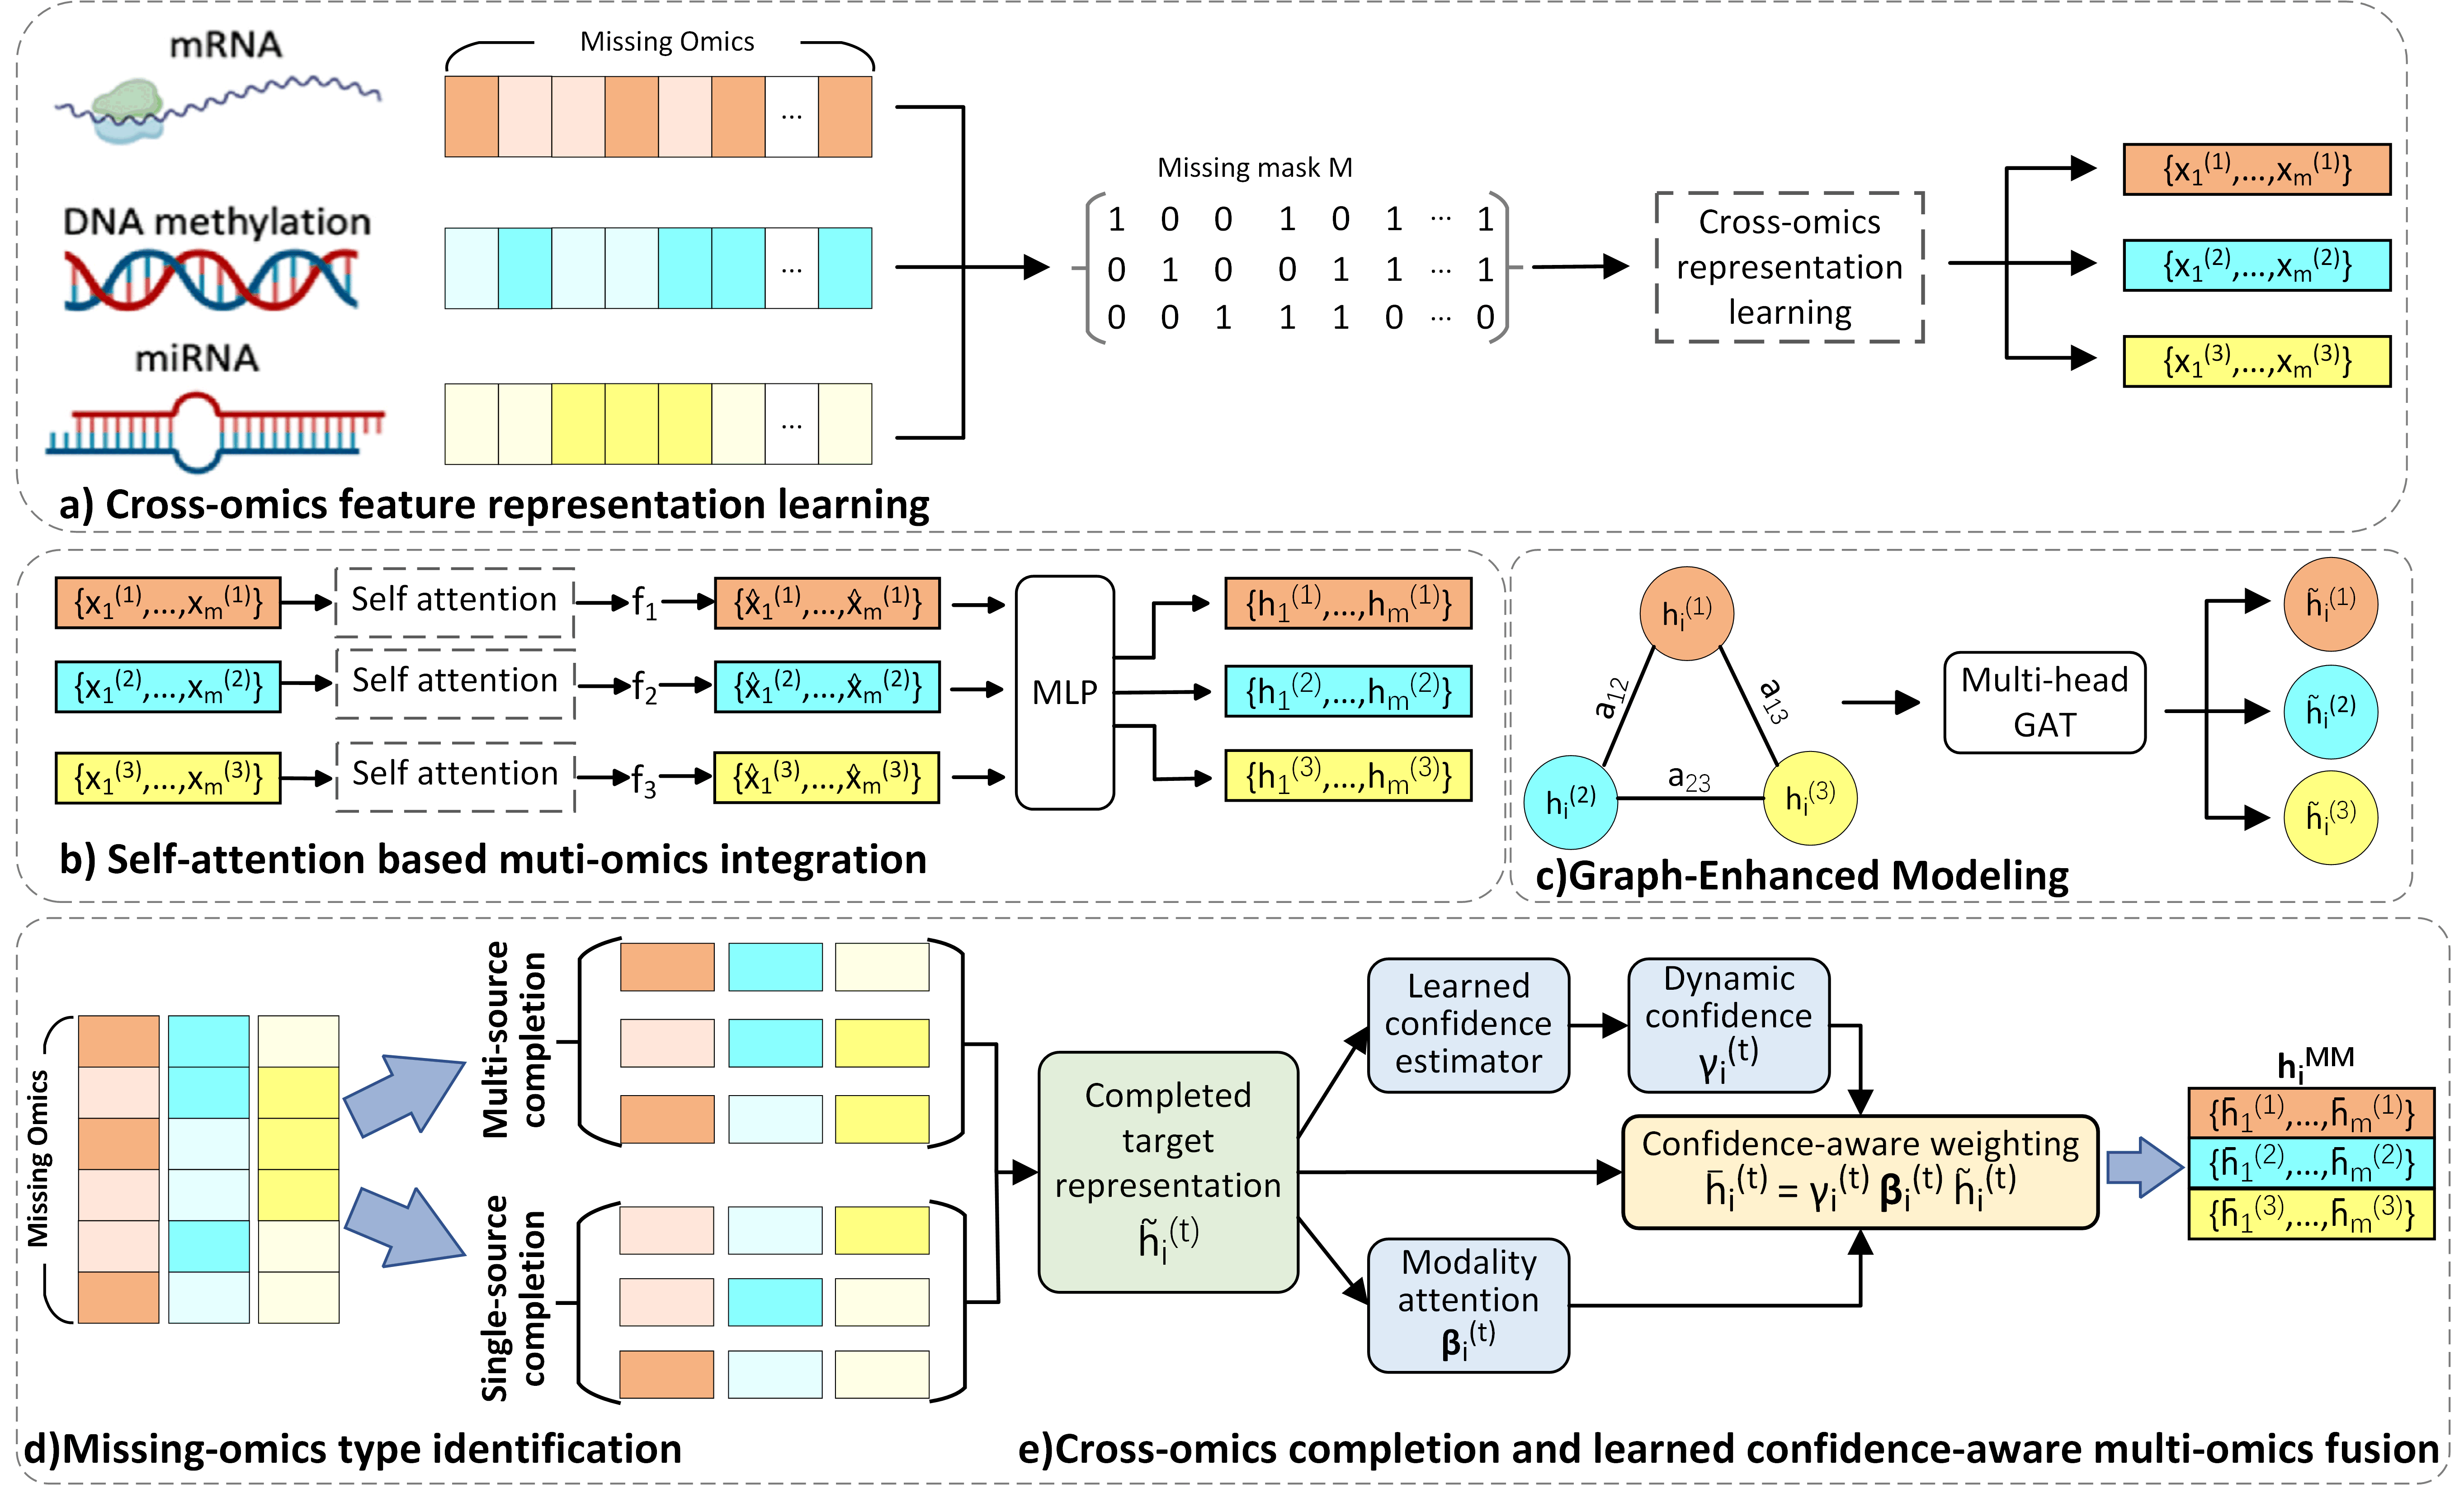 mRNA
Missing Omics
...
DNA methylation
...
miRNA
...
Missing mask M
1 0 0 1 0 1 ... 1
0 1 0 0 1 1 ... 1
0 0 1 1 1 0 ... 0
Cross-omics
representation
learning
{x₁⁽¹⁾,...,xₘ⁽¹⁾}
{x₁⁽²⁾,...,xₘ⁽²⁾}
{x₁⁽³⁾,...,xₘ⁽³⁾}
a) Cross-omics feature representation learning
{x₁⁽¹⁾,...,xₘ⁽¹⁾} Self attention f₁ {x̂₁⁽¹⁾,...,x̂ₘ⁽¹⁾} {h₁⁽¹⁾,...,hₘ⁽¹⁾}
{x₁⁽²⁾,...,xₘ⁽²⁾} Self attention f₂ {x̂₁⁽²⁾,...,x̂ₘ⁽²⁾} MLP {h₁⁽²⁾,...,hₘ⁽²⁾}
{x₁⁽³⁾,...,xₘ⁽³⁾} Self attention f₃ {x̂₁⁽³⁾,...,x̂ₘ⁽³⁾} {h₁⁽³⁾,...,hₘ⁽³⁾}
b) Self-attention based muti-omics integration
hᵢ⁽¹⁾
a₁₂
a₁₃
hᵢ⁽²⁾
a₂₃
hᵢ⁽³⁾
Multi-head
GAT
h̃ᵢ⁽¹⁾
h̃ᵢ⁽²⁾
h̃ᵢ⁽³⁾
c)Graph-Enhanced Modeling
Missing Omics
Multi-source
completion
Single-source
completion
d)Missing-omics type identification
Completed
target
representation
h̃ᵢ⁽ᵗ⁾
Learned
confidence
estimator
Dynamic
confidence
γᵢ⁽ᵗ⁾
Confidence-aware weighting
h̄ᵢ⁽ᵗ⁾ = γᵢ⁽ᵗ⁾ βᵢ⁽ᵗ⁾ h̃ᵢ⁽ᵗ⁾
Modality
attention
βᵢ⁽ᵗ⁾
hᵢᴹᴹ
{h̄₁⁽¹⁾,...,h̄ₘ⁽¹⁾}
{h̄₁⁽²⁾,...,h̄ₘ⁽²⁾}
{h̄₁⁽³⁾,...,h̄ₘ⁽³⁾}
e)Cross-omics completion and learned confidence-aware multi-omics fusion